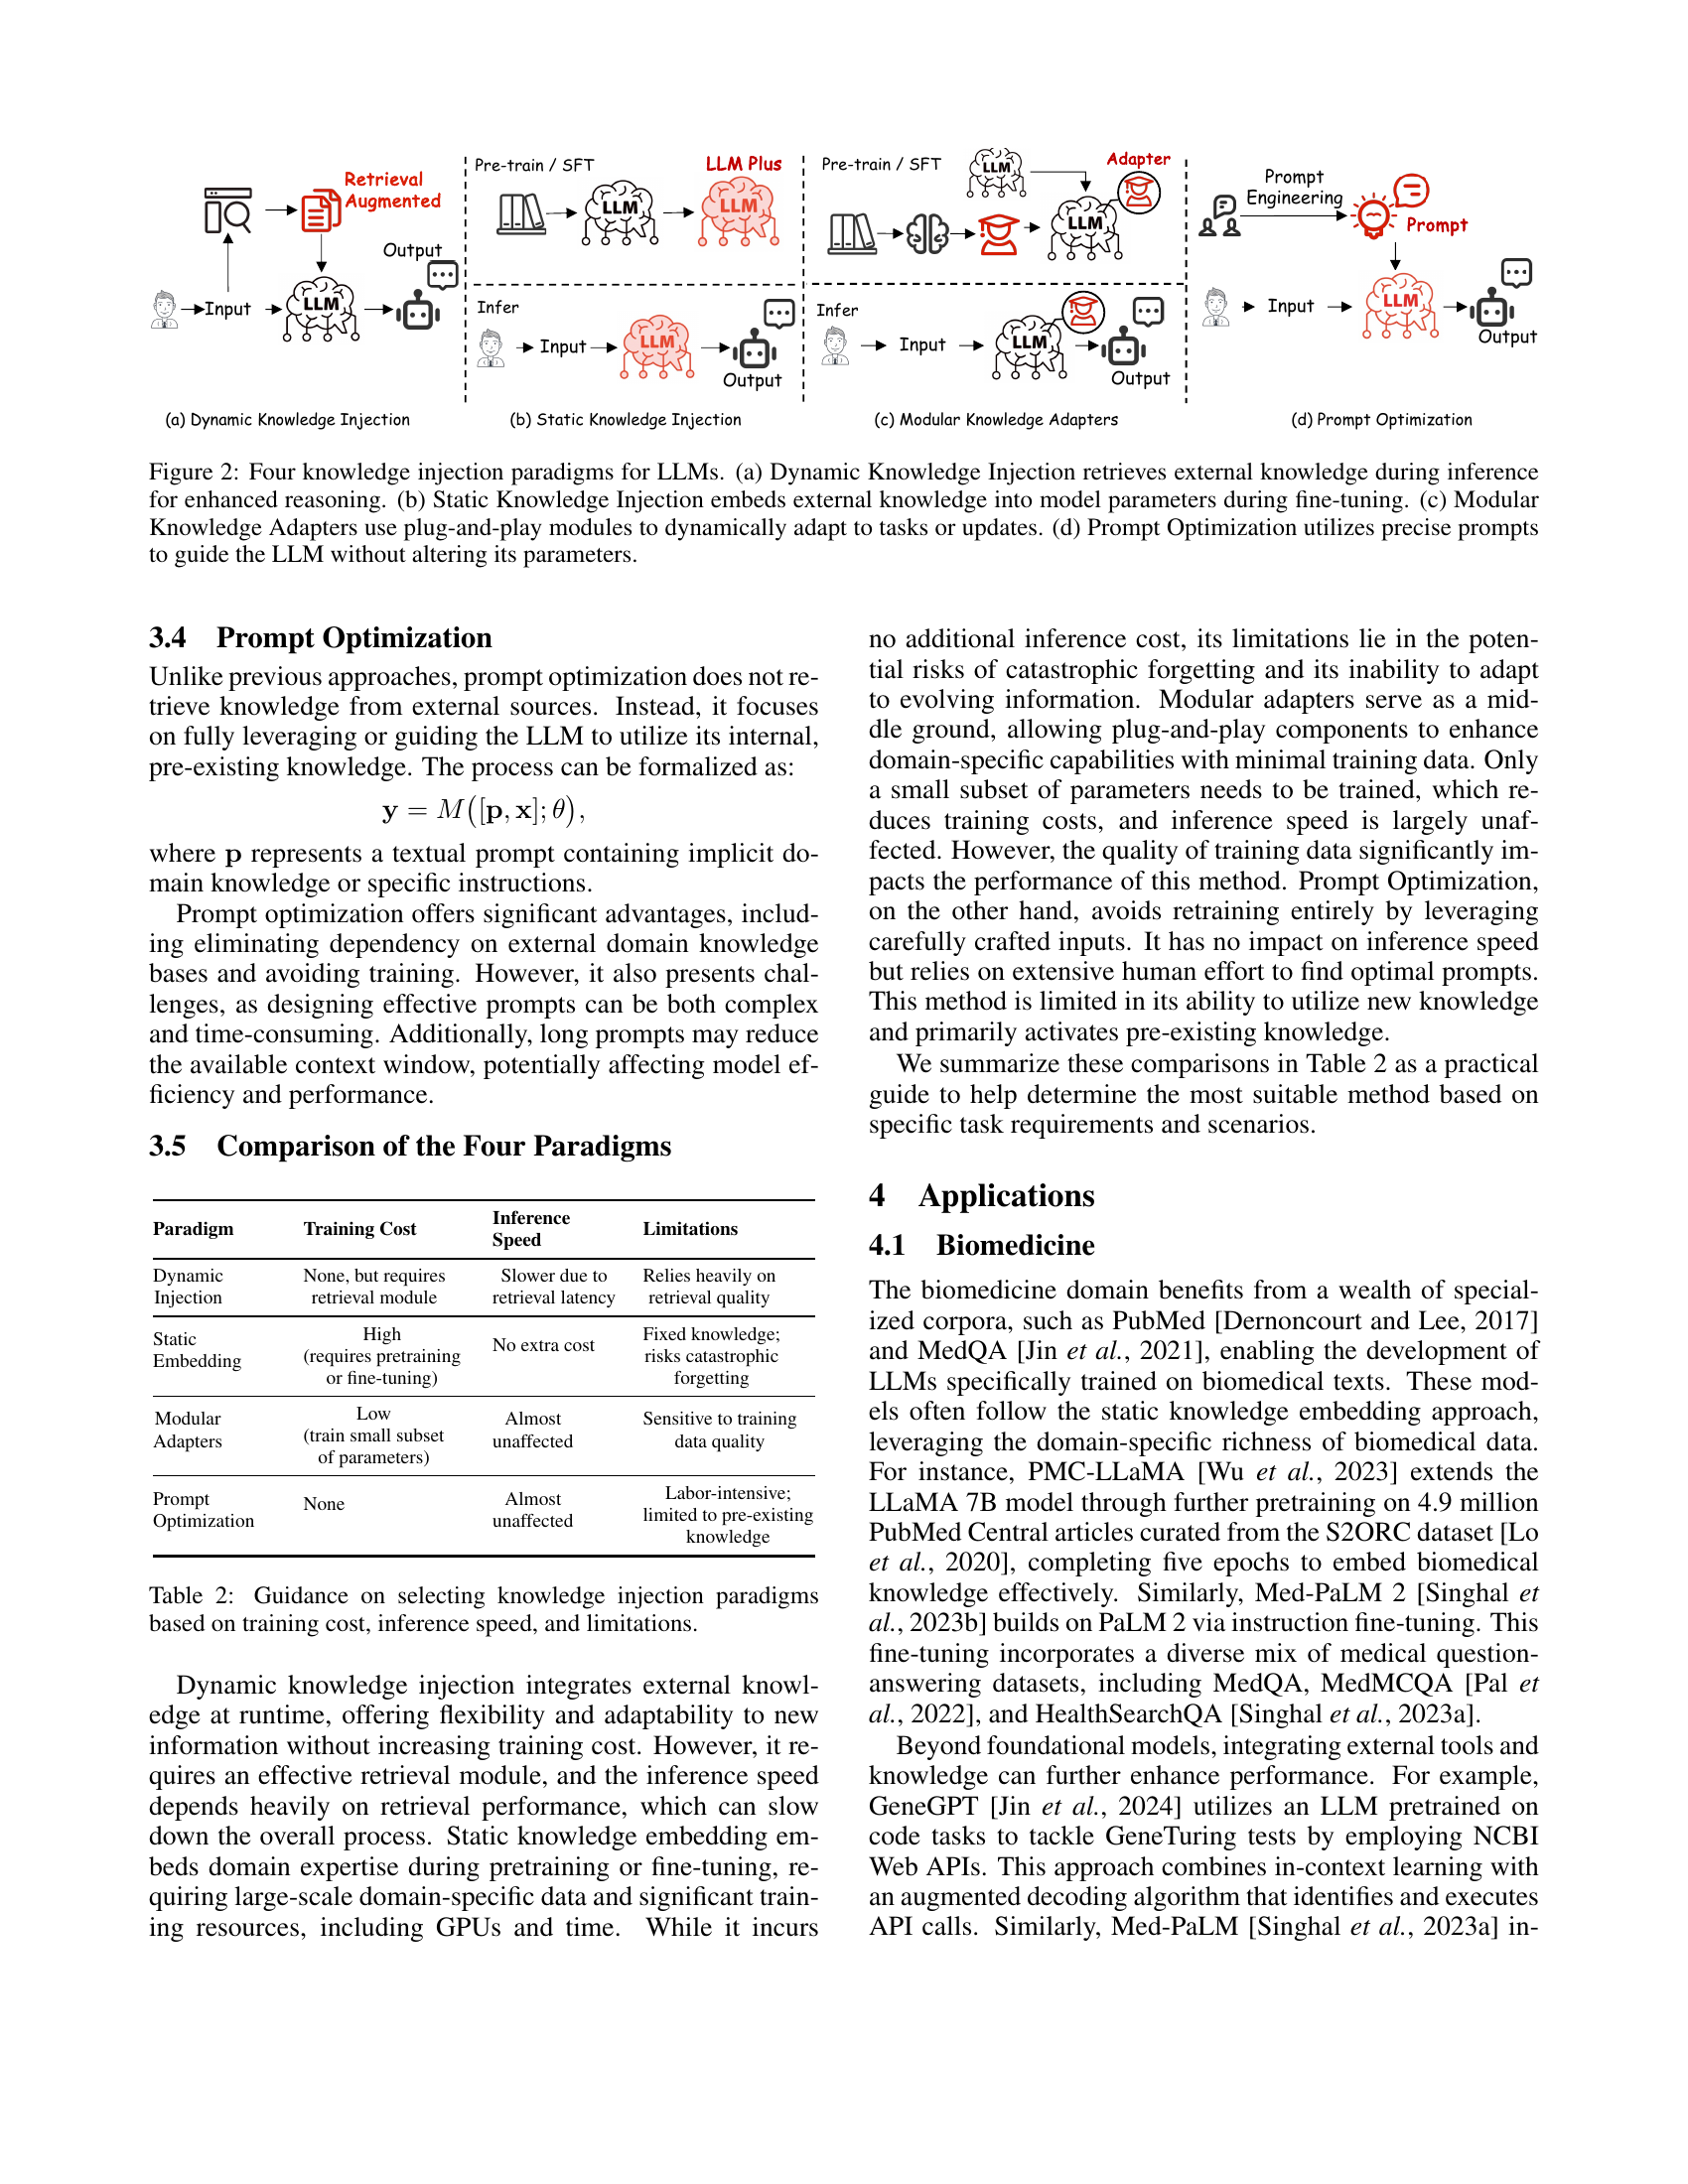 Retrieval
Augmented
Output
Input
LLM
(a) Dynamic Knowledge Injection
Pre-train / SFT
LLM Plus
LLM
LLM
Infer
Input
LLM
Output
(b) Static Knowledge Injection
Pre-train / SFT
LLM
Adapter
LLM
Infer
Input
LLM
Output
(c) Modular Knowledge Adapters
Prompt
Engineering
Prompt
Input
LLM
Output
(d) Prompt Optimization
Figure 2: Four knowledge injection paradigms for LLMs. (a) Dynamic Knowledge Injection retrieves external knowledge during inference
for enhanced reasoning. (b) Static Knowledge Injection embeds external knowledge into model parameters during fine-tuning. (c) Modular
Knowledge Adapters use plug-and-play modules to dynamically adapt to tasks or updates. (d) Prompt Optimization utilizes precise prompts
to guide the LLM without altering its parameters.
3.4 Prompt Optimization
Unlike previous approaches, prompt optimization does not re-
trieve knowledge from external sources. Instead, it focuses
on fully leveraging or guiding the LLM to utilize its internal,
pre-existing knowledge. The process can be formalized as:
y = M([p, x]; θ),
where p represents a textual prompt containing implicit do-
main knowledge or specific instructions.
Prompt optimization offers significant advantages, includ-
ing eliminating dependency on external domain knowledge
bases and avoiding training. However, it also presents chal-
lenges, as designing effective prompts can be both complex
and time-consuming. Additionally, long prompts may reduce
the available context window, potentially affecting model ef-
ficiency and performance.
3.5 Comparison of the Four Paradigms
Paradigm Training Cost Inference Speed Limitations
Dynamic Injection None, but requires retrieval module Slower due to retrieval latency Relies heavily on retrieval quality
Static Embedding High (requires pretraining or fine-tuning) No extra cost Fixed knowledge; risks catastrophic forgetting
Modular Adapters Low (train small subset of parameters) Almost unaffected Sensitive to training data quality
Prompt Optimization None Almost unaffected Labor-intensive; limited to pre-existing knowledge
Table 2: Guidance on selecting knowledge injection paradigms
based on training cost, inference speed, and limitations.
Dynamic knowledge injection integrates external knowl-
edge at runtime, offering flexibility and adaptability to new
information without increasing training cost. However, it re-
quires an effective retrieval module, and the inference speed
depends heavily on retrieval performance, which can slow
down the overall process. Static knowledge embedding em-
beds domain expertise during pretraining or fine-tuning, re-
quiring large-scale domain-specific data and significant train-
ing resources, including GPUs and time. While it incurs
no additional inference cost, its limitations lie in the poten-
tial risks of catastrophic forgetting and its inability to adapt
to evolving information. Modular adapters serve as a mid-
dle ground, allowing plug-and-play components to enhance
domain-specific capabilities with minimal training data. Only
a small subset of parameters needs to be trained, which re-
duces training costs, and inference speed is largely unaf-
fected. However, the quality of training data significantly im-
pacts the performance of this method. Prompt Optimization,
on the other hand, avoids retraining entirely by leveraging
carefully crafted inputs. It has no impact on inference speed
but relies on extensive human effort to find optimal prompts.
This method is limited in its ability to utilize new knowledge
and primarily activates pre-existing knowledge.
We summarize these comparisons in Table 2 as a practical
guide to help determine the most suitable method based on
specific task requirements and scenarios.
4 Applications
4.1 Biomedicine
The biomedicine domain benefits from a wealth of special-
ized corpora, such as PubMed [Dernoncourt and Lee, 2017]
and MedQA [Jin et al., 2021], enabling the development of
LLMs specifically trained on biomedical texts. These mod-
els often follow the static knowledge embedding approach,
leveraging the domain-specific richness of biomedical data.
For instance, PMC-LLaMA [Wu et al., 2023] extends the
LLaMA 7B model through further pretraining on 4.9 million
PubMed Central articles curated from the S2ORC dataset [Lo
et al., 2020], completing five epochs to embed biomedical
knowledge effectively. Similarly, Med-PaLM 2 [Singhal et
al., 2023b] builds on PaLM 2 via instruction fine-tuning. This
fine-tuning incorporates a diverse mix of medical question-
answering datasets, including MedQA, MedMCQA [Pal et
al., 2022], and HealthSearchQA [Singhal et al., 2023a].
Beyond foundational models, integrating external tools and
knowledge can further enhance performance. For example,
GeneGPT [Jin et al., 2024] utilizes an LLM pretrained on
code tasks to tackle GeneTuring tests by employing NCBI
Web APIs. This approach combines in-context learning with
an augmented decoding algorithm that identifies and executes
API calls. Similarly, Med-PaLM [Singhal et al., 2023a] in-